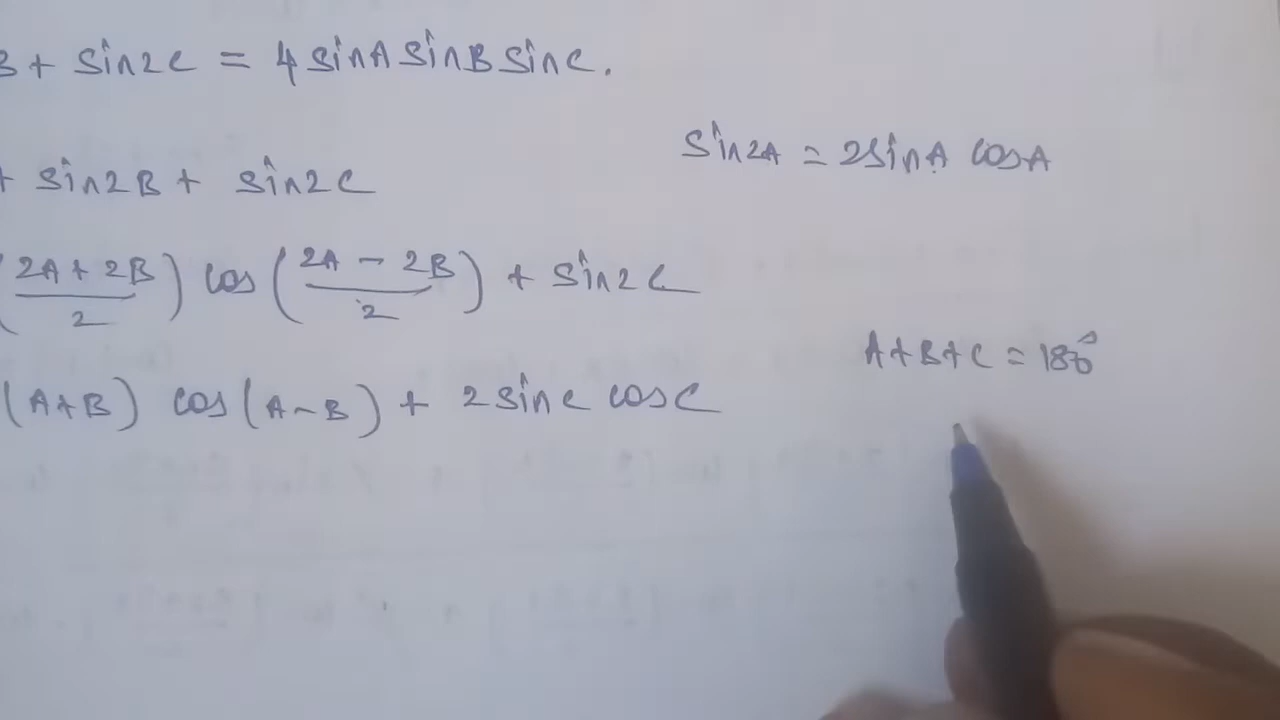 B + sin2C = 4 sinA sinB sinC.
sin2A = 2sinA cosA
+ sin2B + sin2C
(2A + 2B / 2) cos (2A - 2B / 2) + sin2C
A+B+C = 180°
(A+B) cos(A-B) + 2sinC cosC